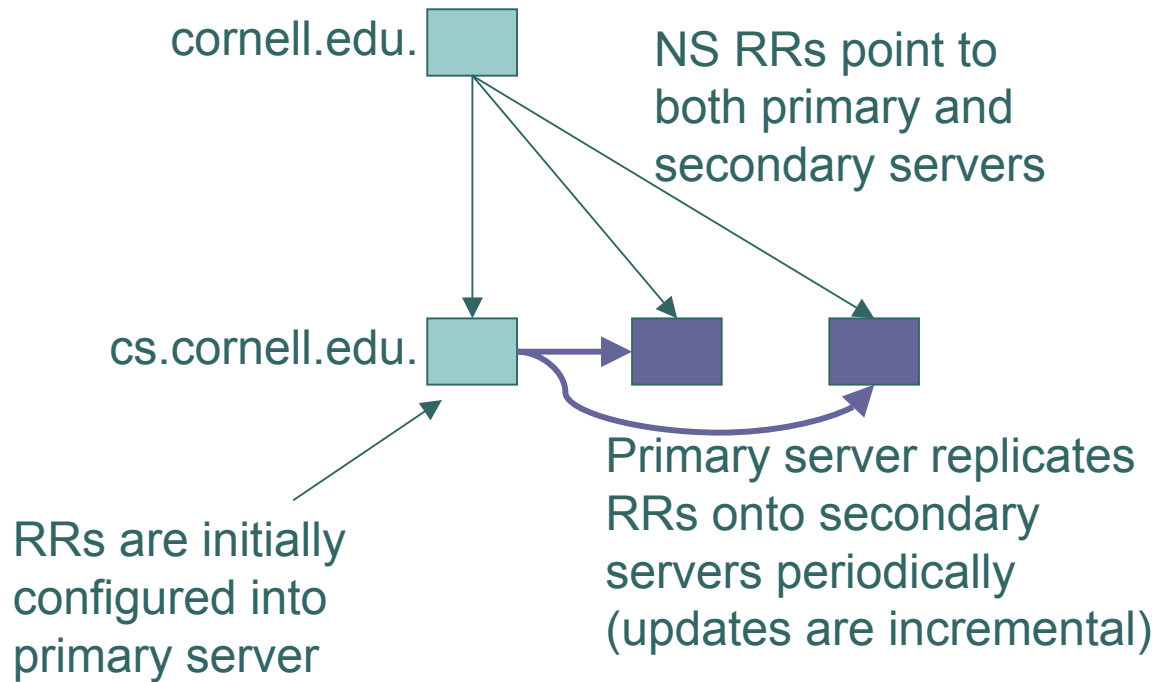 cornell.edu.
NS RRs point to
both primary and
secondary servers
cs.cornell.edu.
Primary server replicates
RRs onto secondary
servers periodically
(updates are incremental)
RRs are initially
configured into
primary server